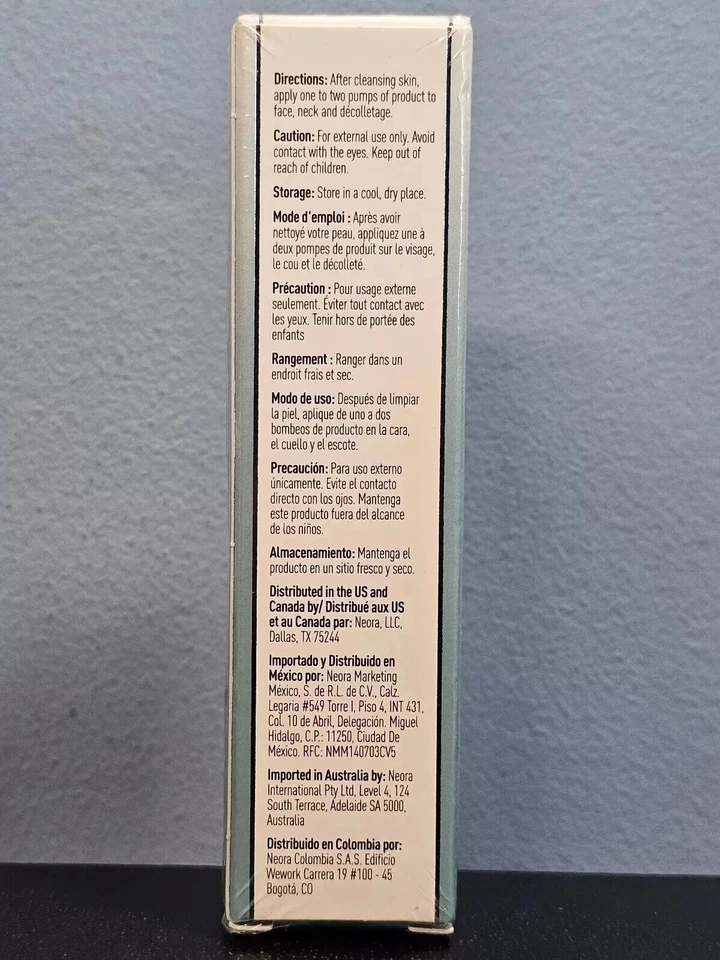 Directions: After cleansing skin,
apply one to two pumps of product to
face, neck and décolletage.
Caution: For external use only. Avoid
contact with the eyes. Keep out of
reach of children.
Storage: Store in a cool, dry place.
Mode d'emploi : Après avoir
nettoyé votre peau, appliquez une à
deux pompes de produit sur le visage,
le cou et le décolleté.
Précaution : Pour usage externe
seulement. Éviter tout contact avec
les yeux. Tenir hors de portée des
enfants
Rangement : Ranger dans un
endroit frais et sec.
Modo de uso: Después de limpiar
la piel, aplique de uno a dos
bombeos de producto en la cara,
el cuello y el escote.
Precaución: Para uso externo
únicamente. Evite el contacto
directo con los ojos. Mantenga
este producto fuera del alcance
de los niños.
Almacenamiento: Mantenga el
producto en un sitio fresco y seco.
Distributed in the US and
Canada by/ Distribué aux US
et au Canada par: Neora, LLC,
Dallas, TX 75244
Importado y Distribuido en
México por: Neora Marketing
México, S. de R.L. de C.V., Calz.
Legaria #549 Torre I, Piso 4, INT 431,
Col. 10 de Abril, Delegación. Miguel
Hidalgo, C.P.: 11250, Ciudad De
México. RFC: NMM140703CV5
Imported in Australia by: Neora
International Pty Ltd, Level 4, 124
South Terrace, Adelaide SA 5000,
Australia
Distribuido en Colombia por:
Neora Colombia S.A.S. Edificio
Wework Carrera 19 #100 - 45
Bogotá, CO